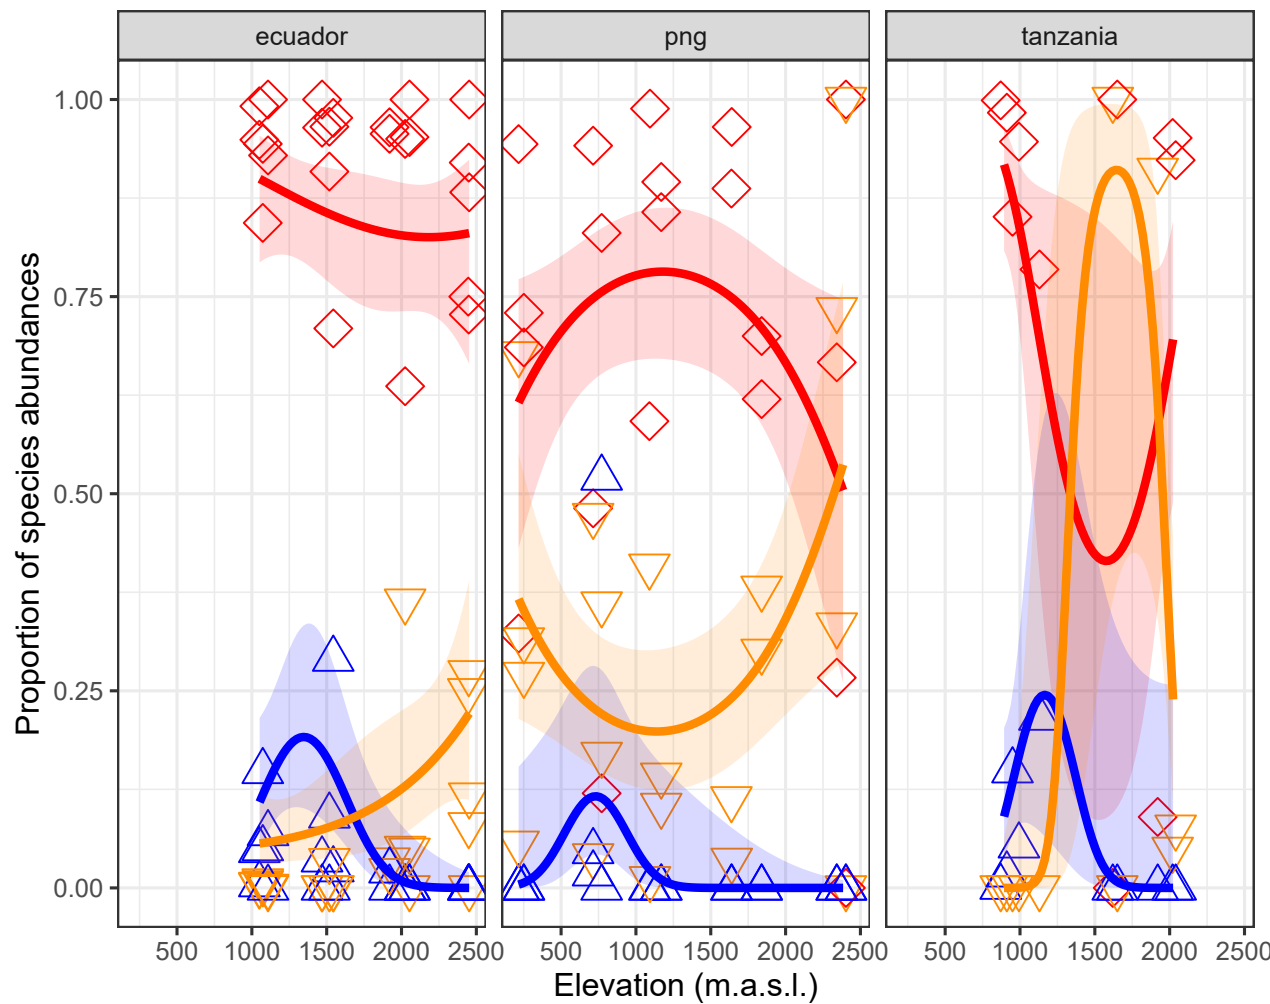 ecuador png tanzania
Proportion of species abundances
1.00
0.75
0.50
0.25
0.00
500 1000 1500 2000 2500 500 1000 1500 2000 2500 500 1000 1500 2000 2500
Elevation (m.a.s.l.)